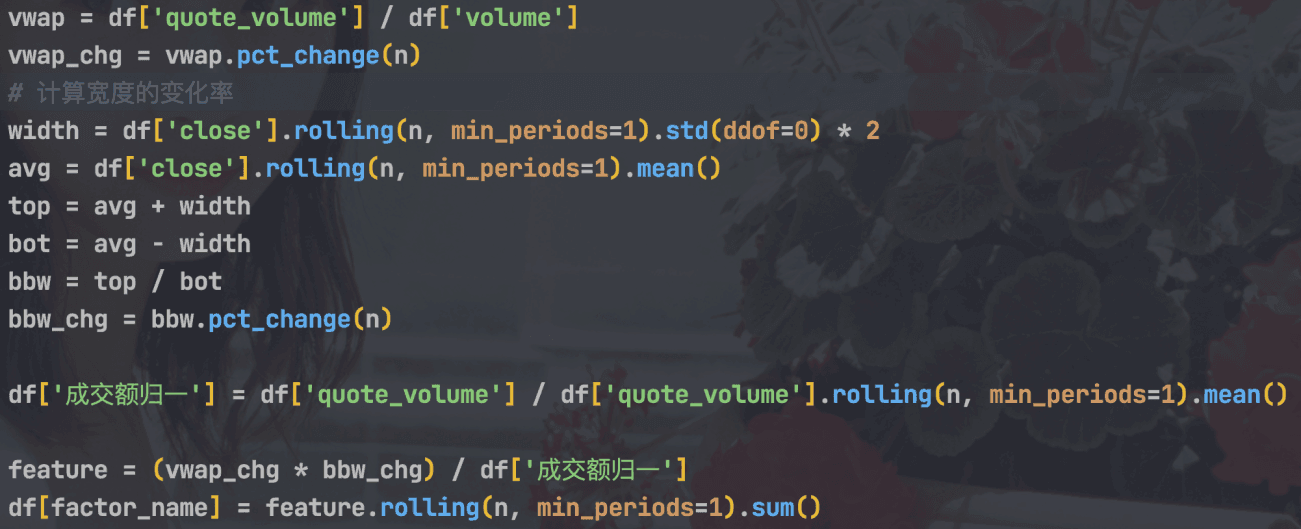 vwap = df['quote_volume'] / df['volume']
vwap_chg = vwap.pct_change(n)
# 计算宽度的变化率
width = df['close'].rolling(n, min_periods=1).std(ddof=0) * 2
avg = df['close'].rolling(n, min_periods=1).mean()
top = avg + width
bot = avg - width
bbw = top / bot
bbw_chg = bbw.pct_change(n)
df['成交额归一'] = df['quote_volume'] / df['quote_volume'].rolling(n, min_periods=1).mean()
feature = (vwap_chg * bbw_chg) / df['成交额归一']
df[factor_name] = feature.rolling(n, min_periods=1).sum()